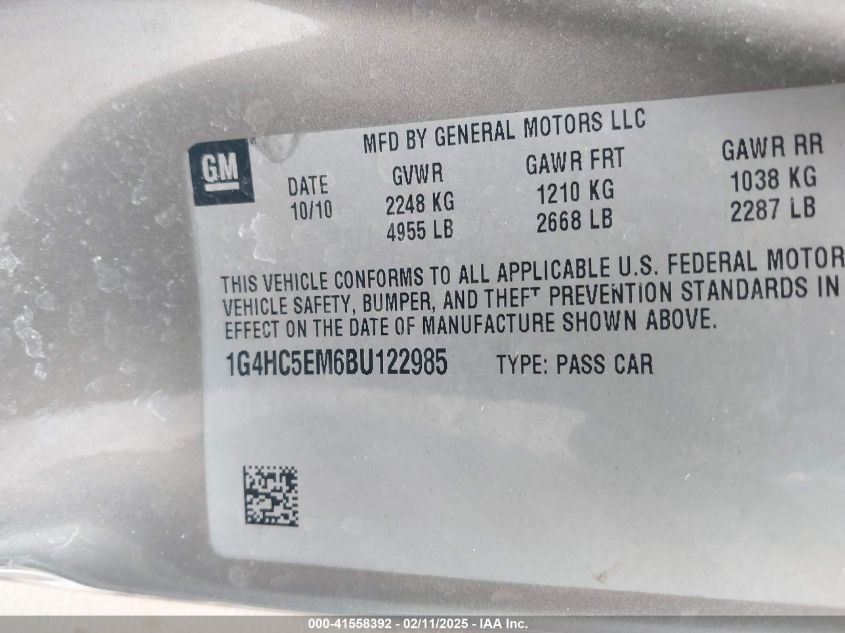 GM
MFD BY GENERAL MOTORS LLC
DATE GVWR GAWR FRT GAWR RR
10/10 2248 KG 1210 KG 1038 KG
4955 LB 2668 LB 2287 LB
THIS VEHICLE CONFORMS TO ALL APPLICABLE U.S. FEDERAL MOTOR
VEHICLE SAFETY, BUMPER, AND THEFT PREVENTION STANDARDS IN
EFFECT ON THE DATE OF MANUFACTURE SHOWN ABOVE.
1G4HC5EM6BU122985 TYPE: PASS CAR
000-41558392 - 02/11/2025 - IAA Inc.